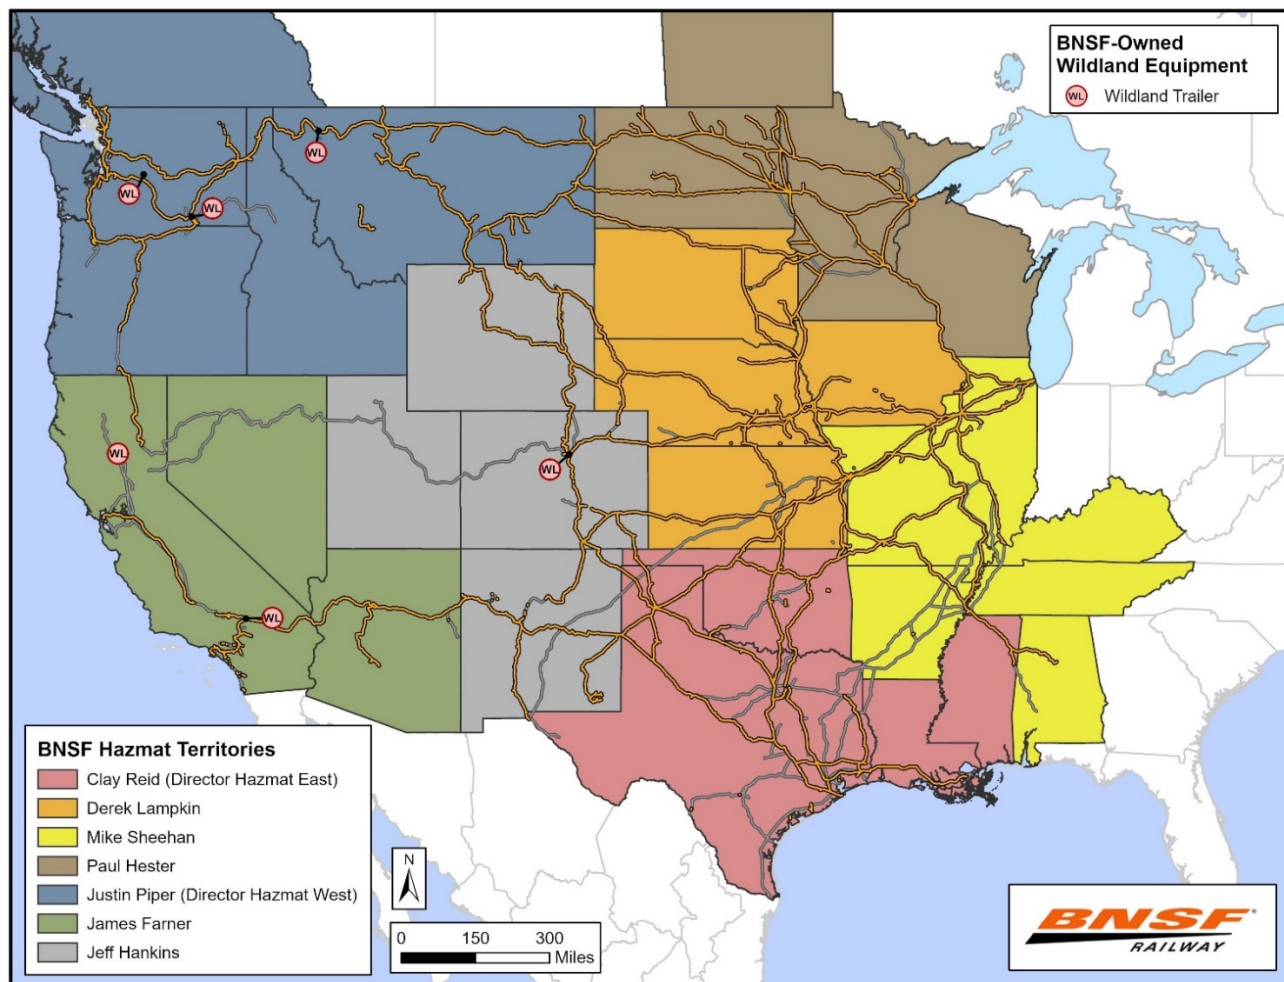 BNSF-Owned
Wildland Equipment
WL Wildland Trailer
WL
WL
WL
WL
WL
WL
BNSF Hazmat Territories
Clay Reid (Director Hazmat East)
Derek Lampkin
Mike Sheehan
Paul Hester
Justin Piper (Director Hazmat West)
James Farner
Jeff Hankins
N
0 150 300
Miles
BNSF
RAILWAY